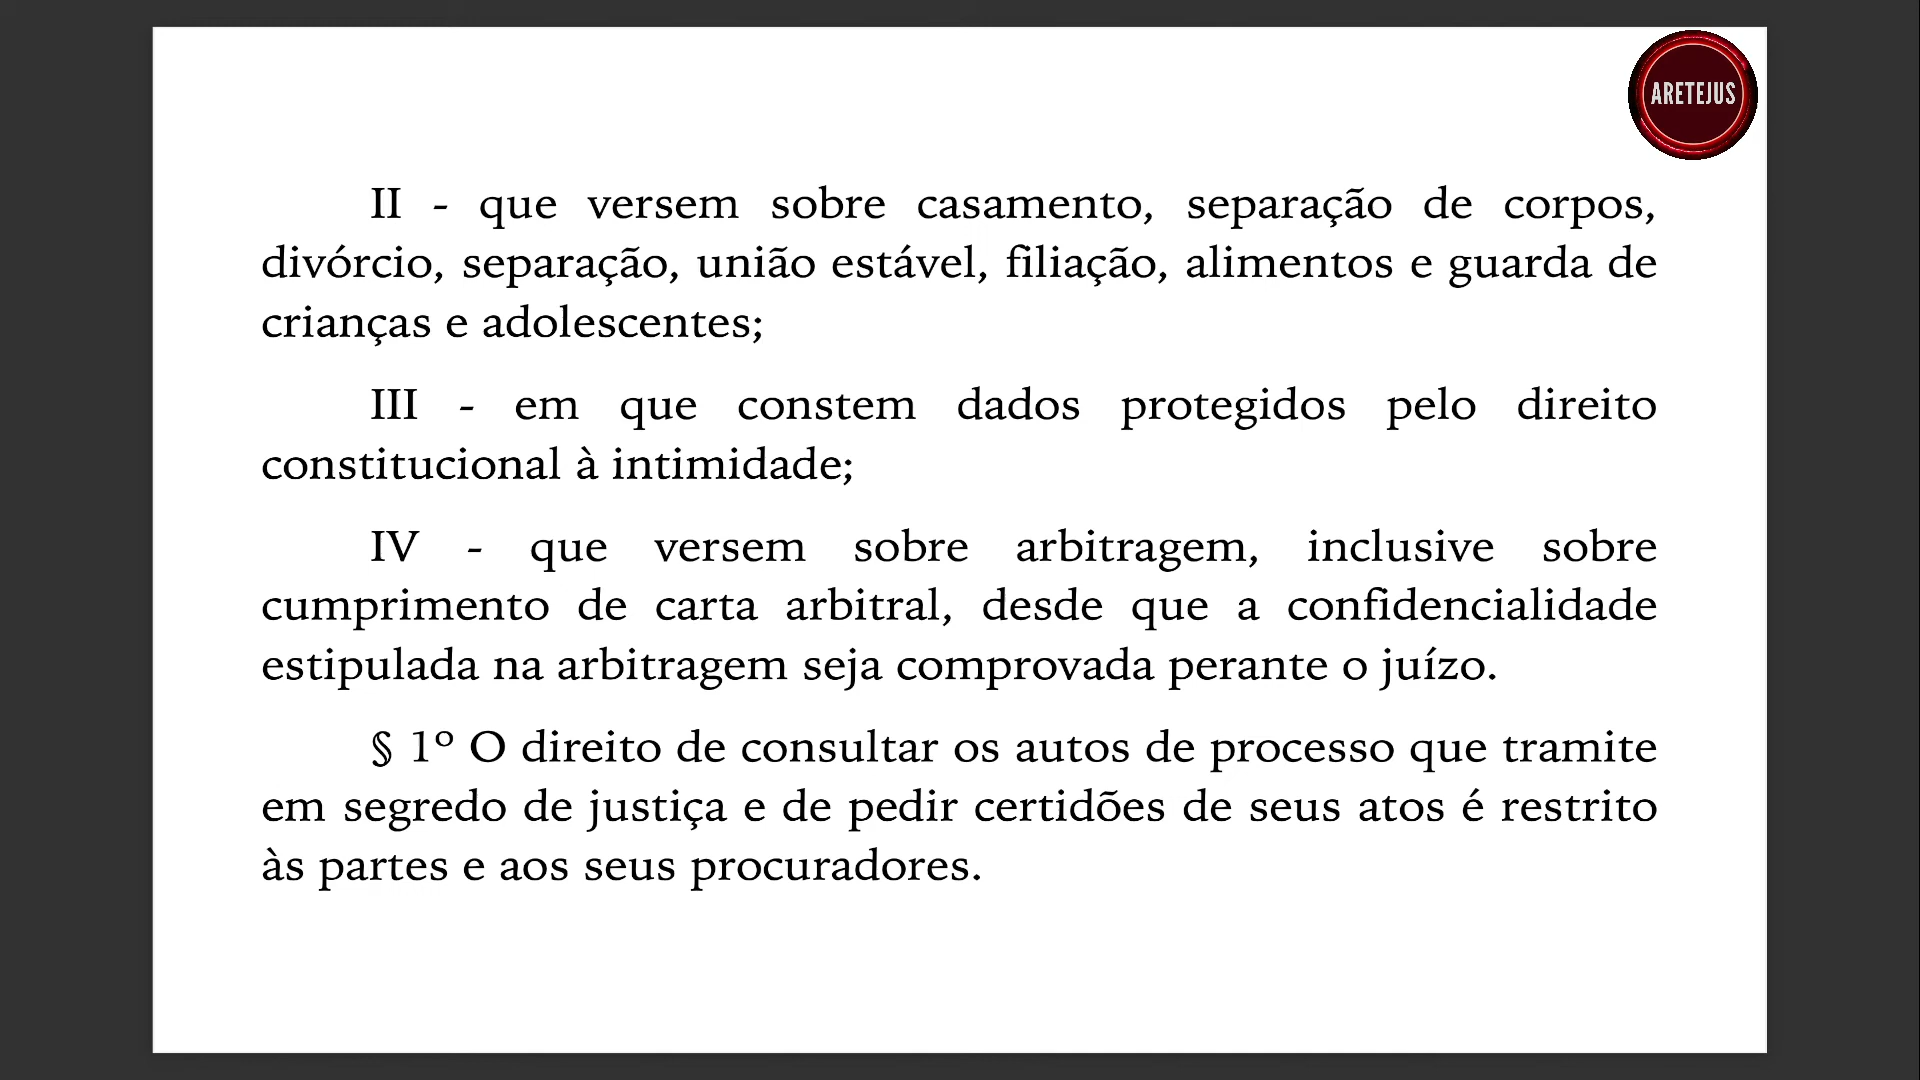 ARETEJUS
II - que versem sobre casamento, separação de corpos,
divórcio, separação, união estável, filiação, alimentos e guarda de
crianças e adolescentes;
III - em que constem dados protegidos pelo direito
constitucional à intimidade;
IV - que versem sobre arbitragem, inclusive sobre
cumprimento de carta arbitral, desde que a confidencialidade
estipulada na arbitragem seja comprovada perante o juízo.
§ 1º O direito de consultar os autos de processo que tramite
em segredo de justiça e de pedir certidões de seus atos é restrito
às partes e aos seus procuradores.